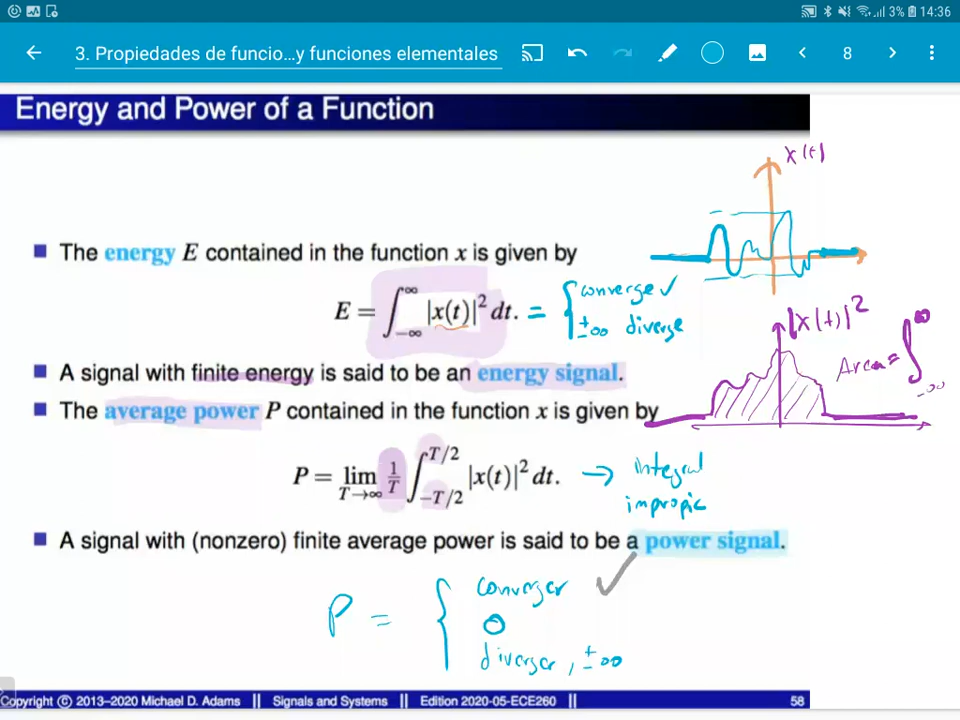 3% 14:36
3. Propiedades de funcio...y funciones elementales
8
Energy and Power of a Function
x(t)
The energy E contained in the function x is given by
E = ∫_{−∞}^{∞} |x(t)|² dt. = { converge ✓
±∞ diverge
|x(t)|²
Area = ∫_{-∞}^{∞}
A signal with finite energy is said to be an energy signal.
The average power P contained in the function x is given by
P = lim_{T→∞} 1/T ∫_{−T/2}^{T/2} |x(t)|² dt. → integral
impropia
A signal with (nonzero) finite average power is said to be a power signal.
P = { converger ✓
0
diverger, ±∞
Copyright © 2013–2020 Michael D. Adams || Signals and Systems || Edition 2020-05-ECE260 || 58